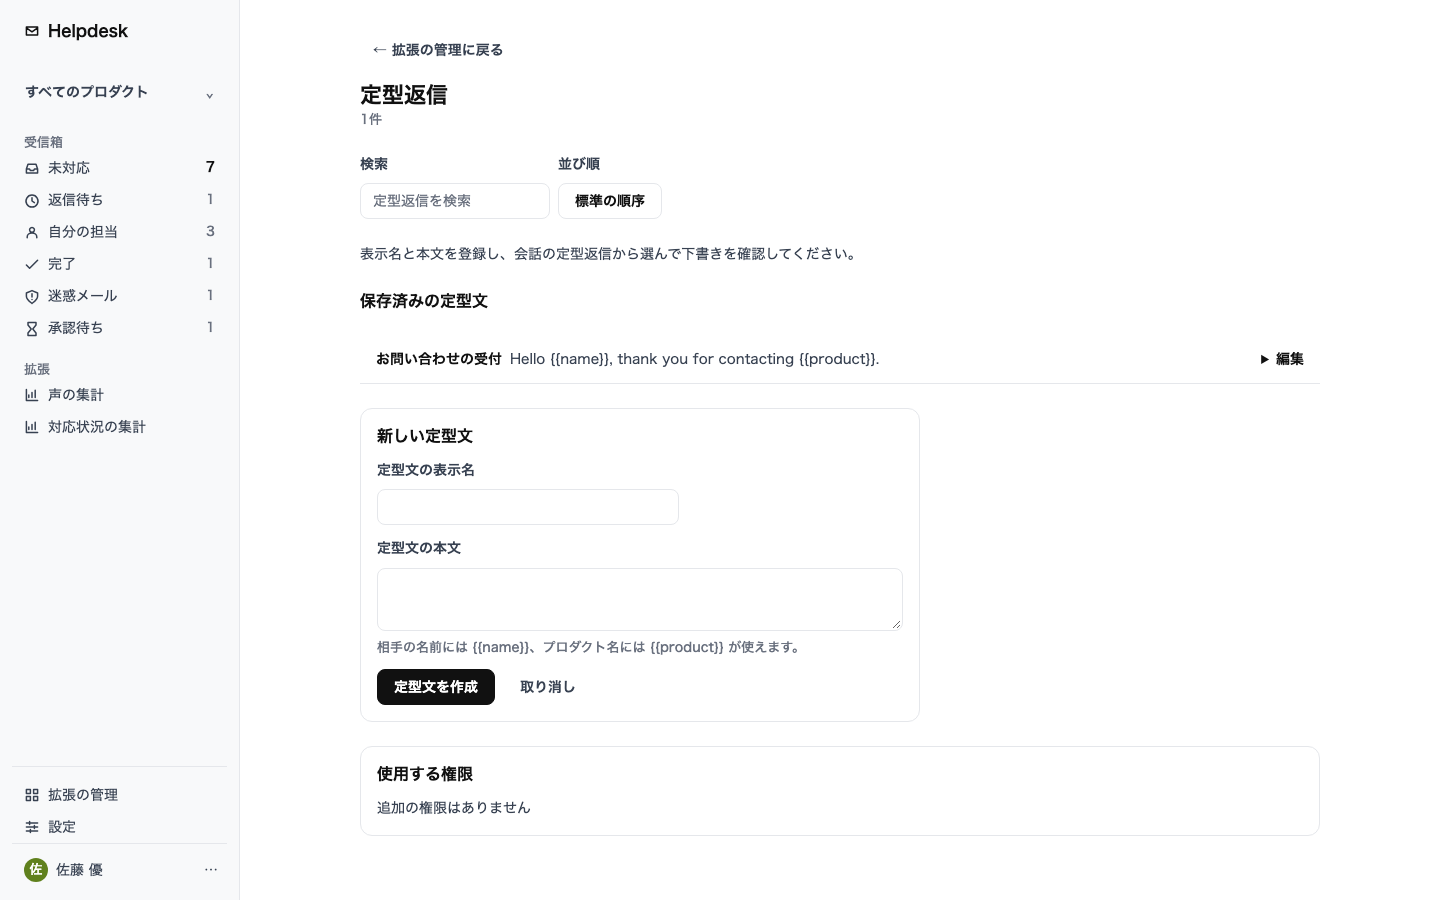 Helpdesk
すべてのプロダクト
受信箱
未対応 7
返信待ち 1
自分の担当 3
完了 1
迷惑メール 1
承認待ち 1
拡張
声の集計
対応状況の集計
拡張の管理
設定
佐 佐藤 優 …
← 拡張の管理に戻る
定型返信
1件
検索 並び順
定型返信を検索 標準の順序
表示名と本文を登録し、会話の定型返信から選んで下書きを確認してください。
保存済みの定型文
お問い合わせの受付 Hello {{name}}, thank you for contacting {{product}}. ▶ 編集
新しい定型文
定型文の表示名
定型文の本文
相手の名前には {{name}}、プロダクト名には {{product}} が使えます。
定型文を作成 取り消し
使用する権限
追加の権限はありません